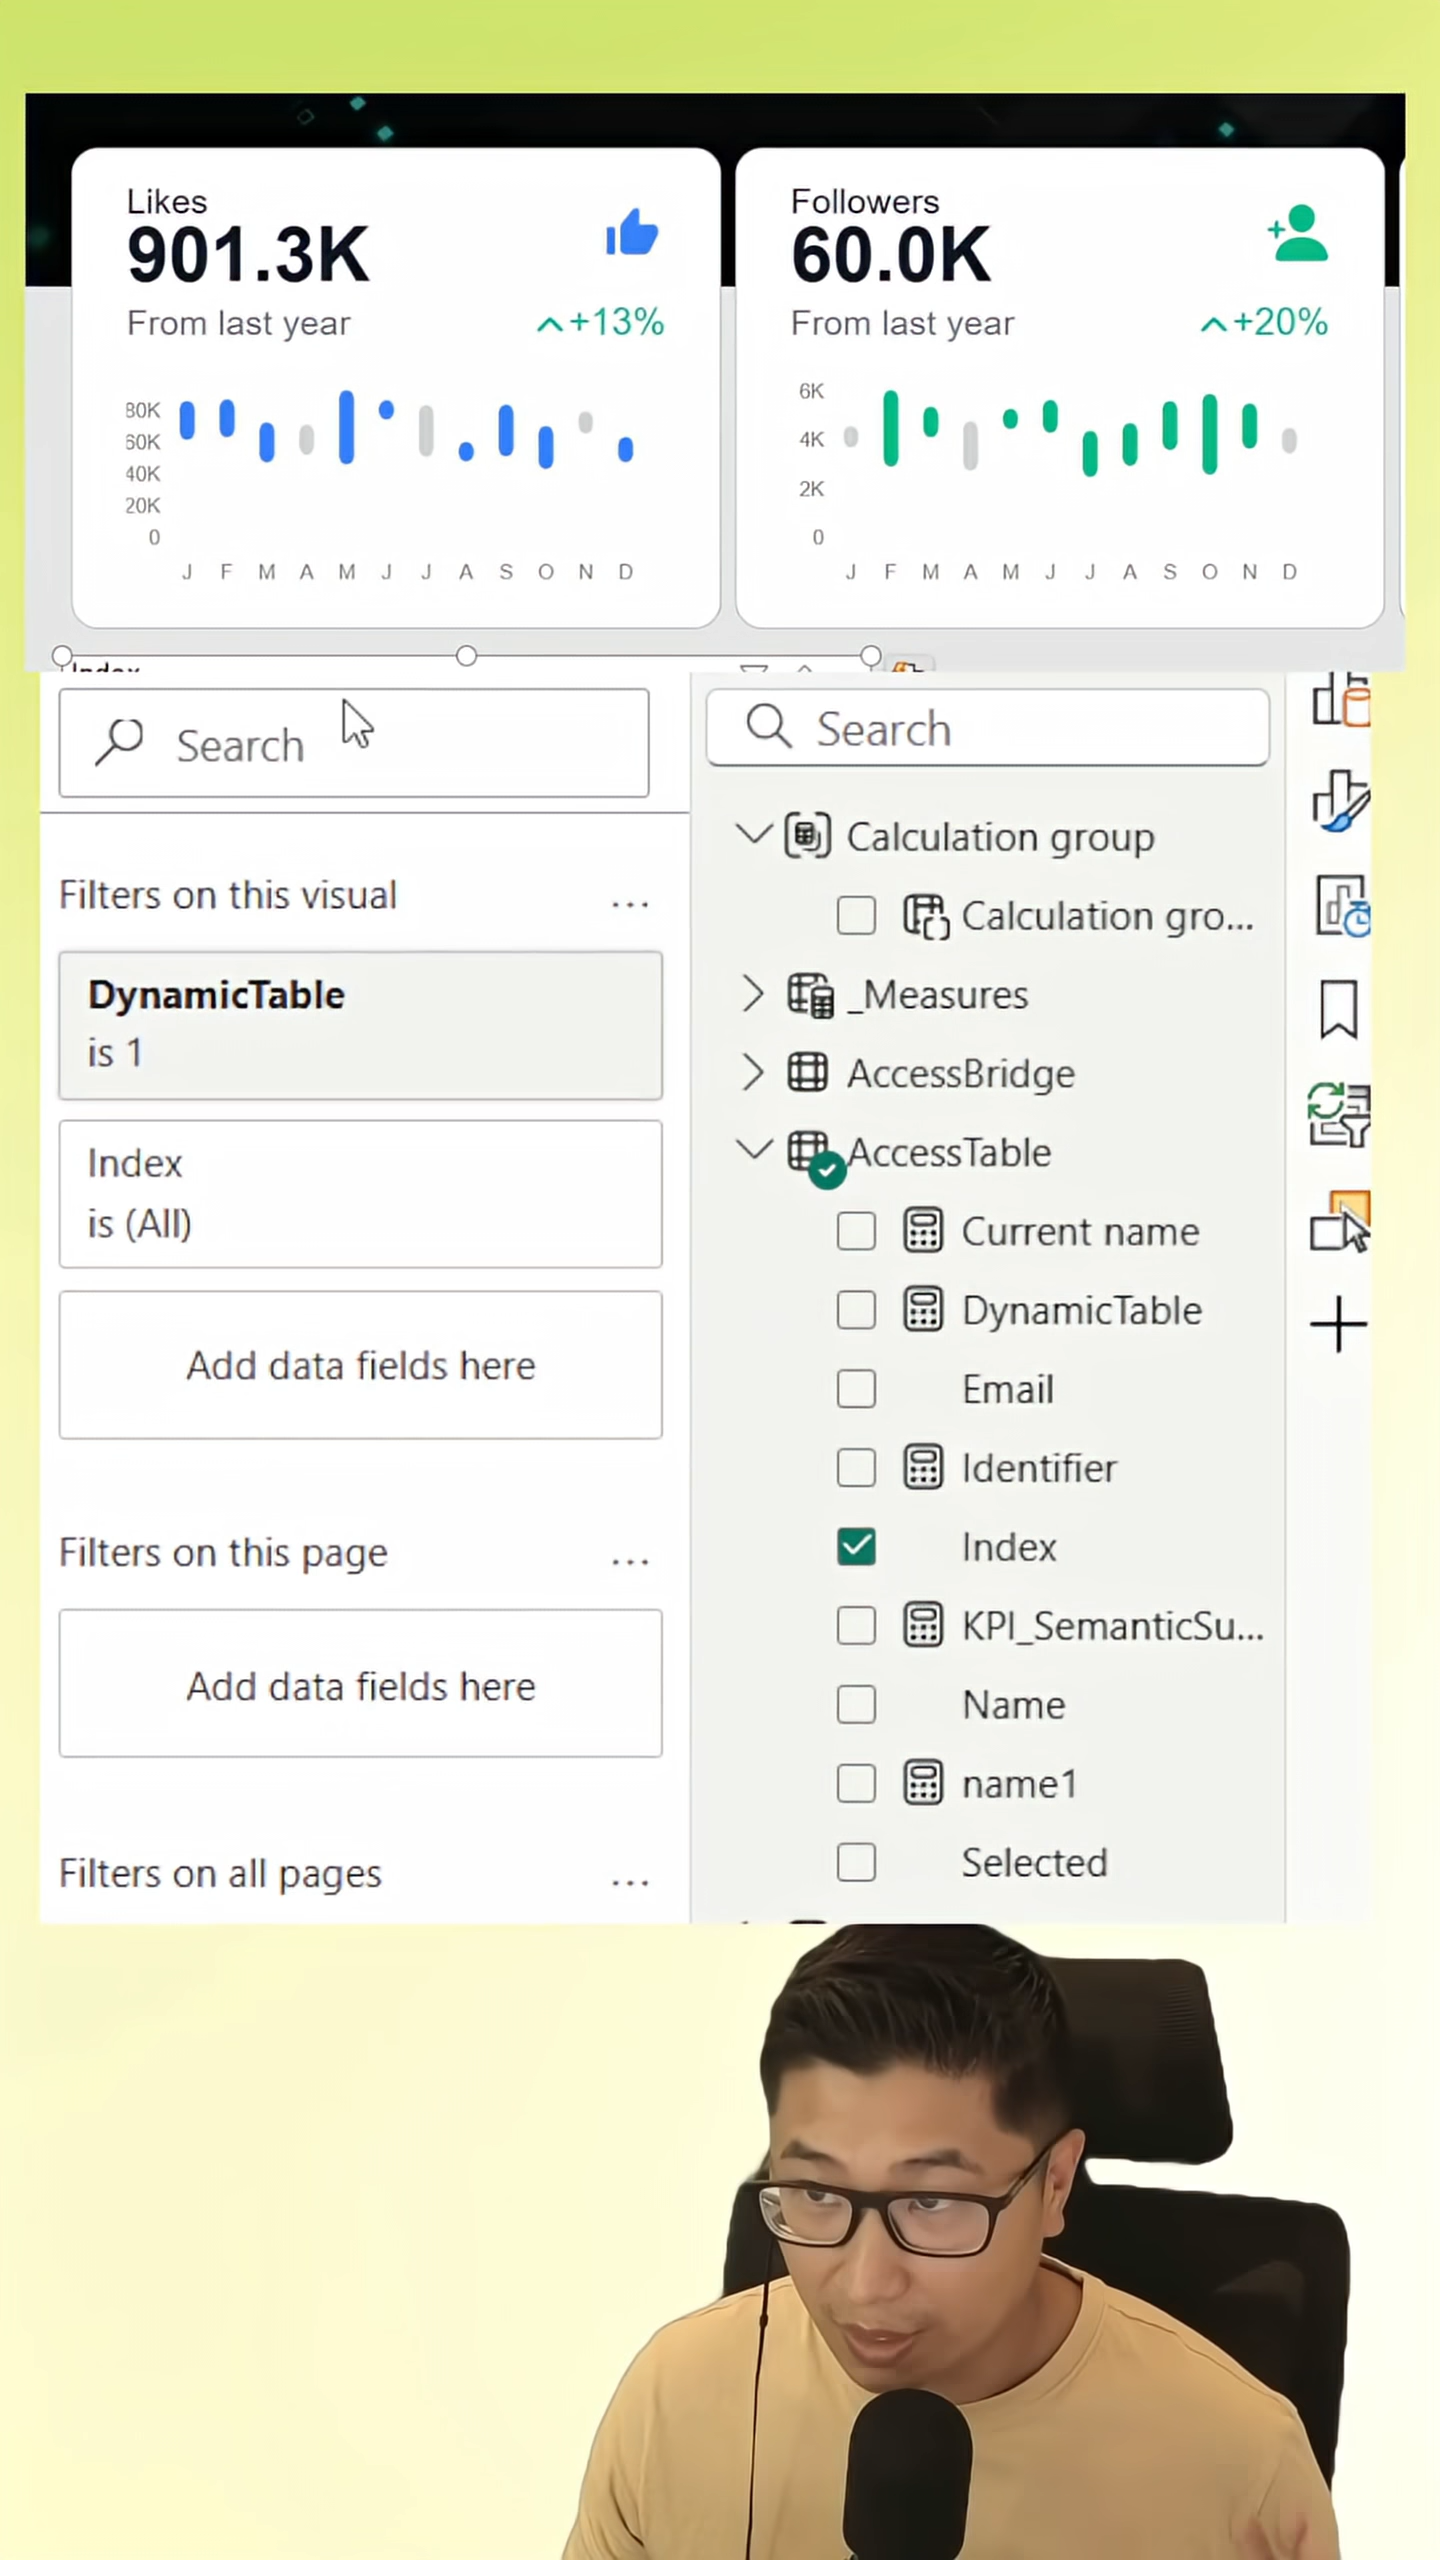 Likes
901.3K
From last year
+13%
80K
60K
40K
20K
0
J F M A M J J A S O N D
Followers
60.0K
From last year
+20%
6K
4K
2K
0
J F M A M J J A S O N D
Index
Search
Filters on this visual ...
DynamicTable
is 1
Index
is (All)
Add data fields here
Filters on this page ...
Add data fields here
Filters on all pages ...
Search
Calculation group
Calculation gro...
_Measures
AccessBridge
AccessTable
Current name
DynamicTable
Email
Identifier
Index
KPI_SemanticSu...
Name
name1
Selected